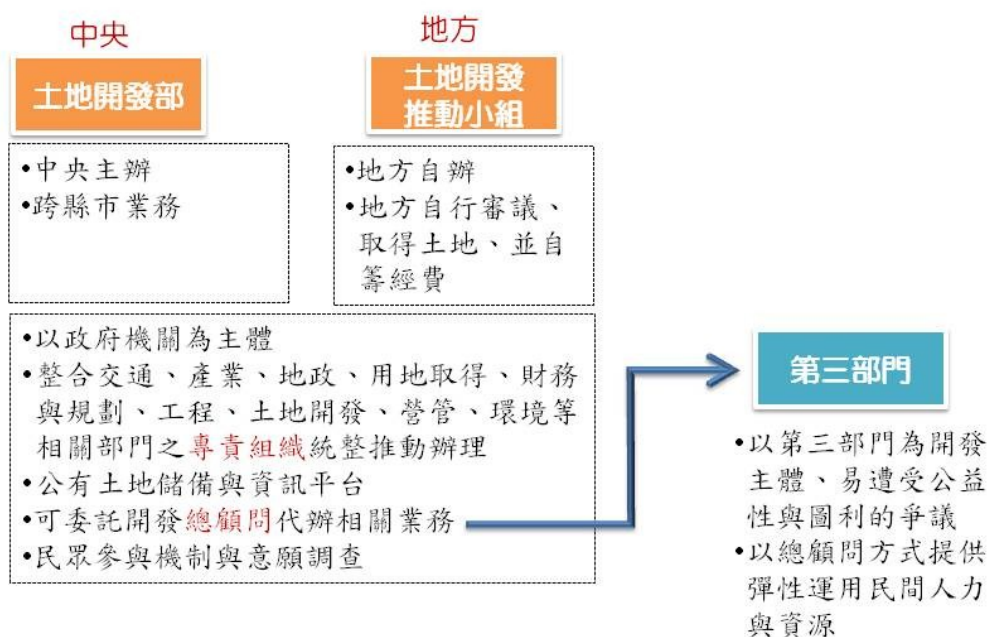 中央
土地開發部
•中央主辦
•跨縣市業務
地方
土地開發
推動小組
•地方自辦
•地方自行審議、
取得土地、並自
籌經費
•以政府機關為主體
•整合交通、產業、地政、用地取得、財務
與規劃、工程、土地開發、營管、環境等
相關部門之專責組織統整推動辦理
•公有土地儲備與資訊平台
•可委託開發總顧問代辦相關業務
•民眾參與機制與意願調查
第三部門
•以第三部門為開發
主體、易遭受公益
性與圖利的爭議
•以總顧問方式提供
彈性運用民間人力
與資源